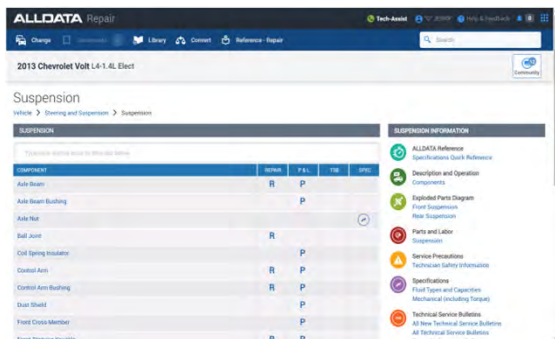 ALLDATA Repair
Tech-Assist
Help & Feedback
Change
Library
Convert
Reference - Repair
Search
2013 Chevrolet Volt L4-1.4L Elect
Community
Suspension
Vehicle > Steering and Suspension > Suspension
SUSPENSION
COMPONENT REPAIR P & L TSB SPEC
Axle Beam R P
Axle Beam Bushing P
Axle Nut
Ball Joint R
Coil Spring Insulator P
Control Arm R P
Control Arm Bushing R P
Dust Shield P
Front Cross Member P
R P
SUSPENSION INFORMATION
ALLDATA Reference
Specifications Quick Reference
Description and Operation
Components
Exploded Parts Diagram
Front Suspension
Rear Suspension
Parts and Labor
Suspension
Service Precautions
Technician Safety Information
Specifications
Fluid Types and Capacities
Mechanical (including Torque)
Technical Service Bulletins
All New Technical Service Bulletins
All Technical Service Bulletins